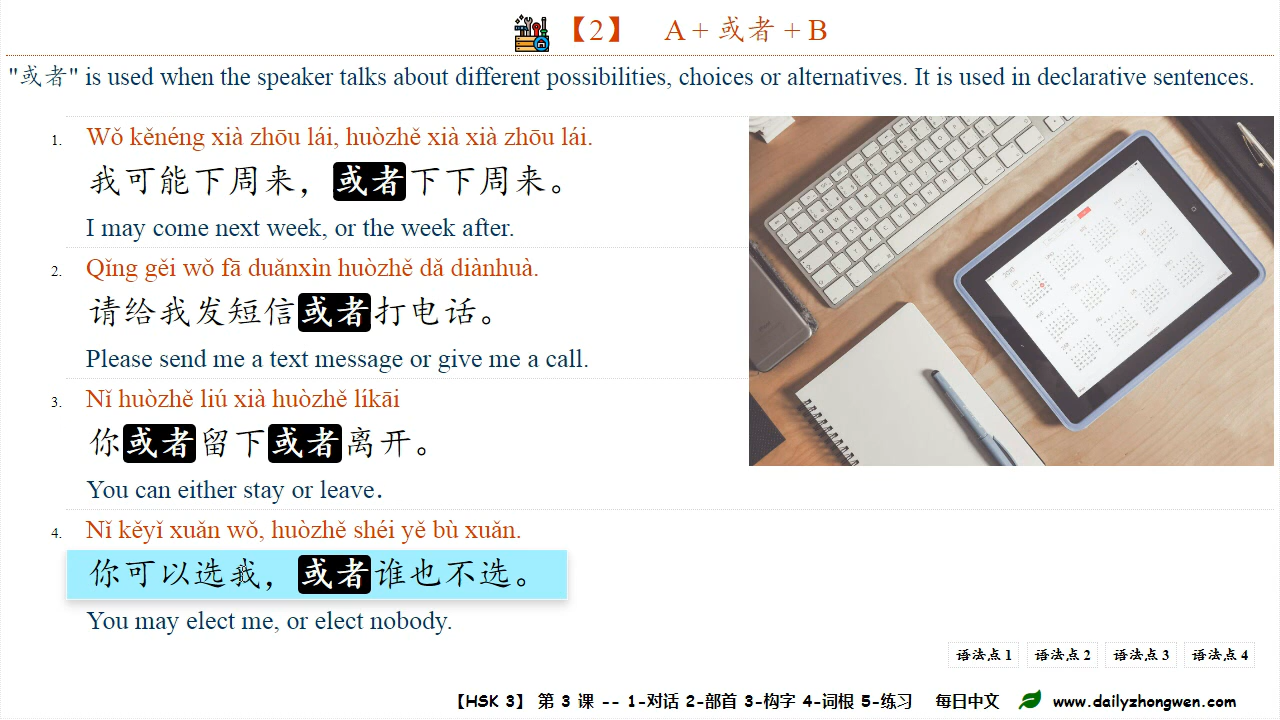 【2】 A + 或者 + B
"或者" is used when the speaker talks about different possibilities, choices or alternatives. It is used in declarative sentences.
1. Wǒ kěnéng xià zhōu lái, huòzhě xià xià zhōu lái.
我可能下周来，或者下下周来。
I may come next week, or the week after.
2. Qǐng gěi wǒ fā duǎnxìn huòzhě dǎ diànhuà.
请给我发短信或者打电话。
Please send me a text message or give me a call.
3. Nǐ huòzhě liú xià huòzhě líkāi
你或者留下或者离开。
You can either stay or leave.
4. Nǐ kěyǐ xuǎn wǒ, huòzhě shéi yě bù xuǎn.
你可以选我，或者谁也不选。
You may elect me, or elect nobody.
语法点 1 语法点 2 语法点 3 语法点 4
【HSK 3】 第 3 课 -- 1-对话 2-部首 3-构字 4-词根 5-练习 每日中文 www.dailyzhongwen.com